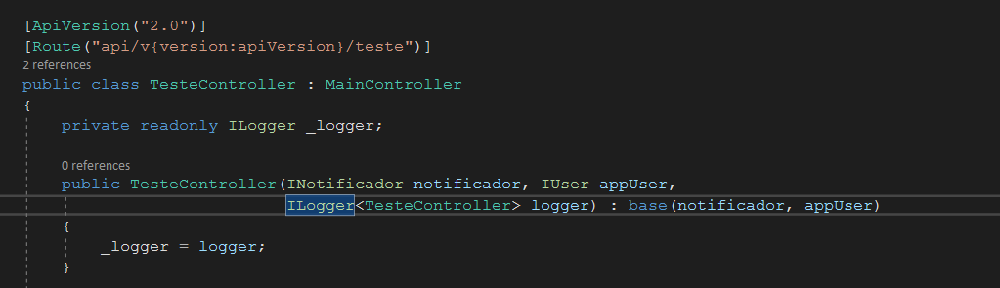 [ApiVersion("2.0")]
[Route("api/v{version:apiVersion}/teste")]
2 references
public class TesteController : MainController
{
private readonly ILogger _logger;
0 references
public TesteController(INotificador notificador, IUser appUser,
ILogger<TesteController> logger) : base(notificador, appUser)
{
_logger = logger;
}